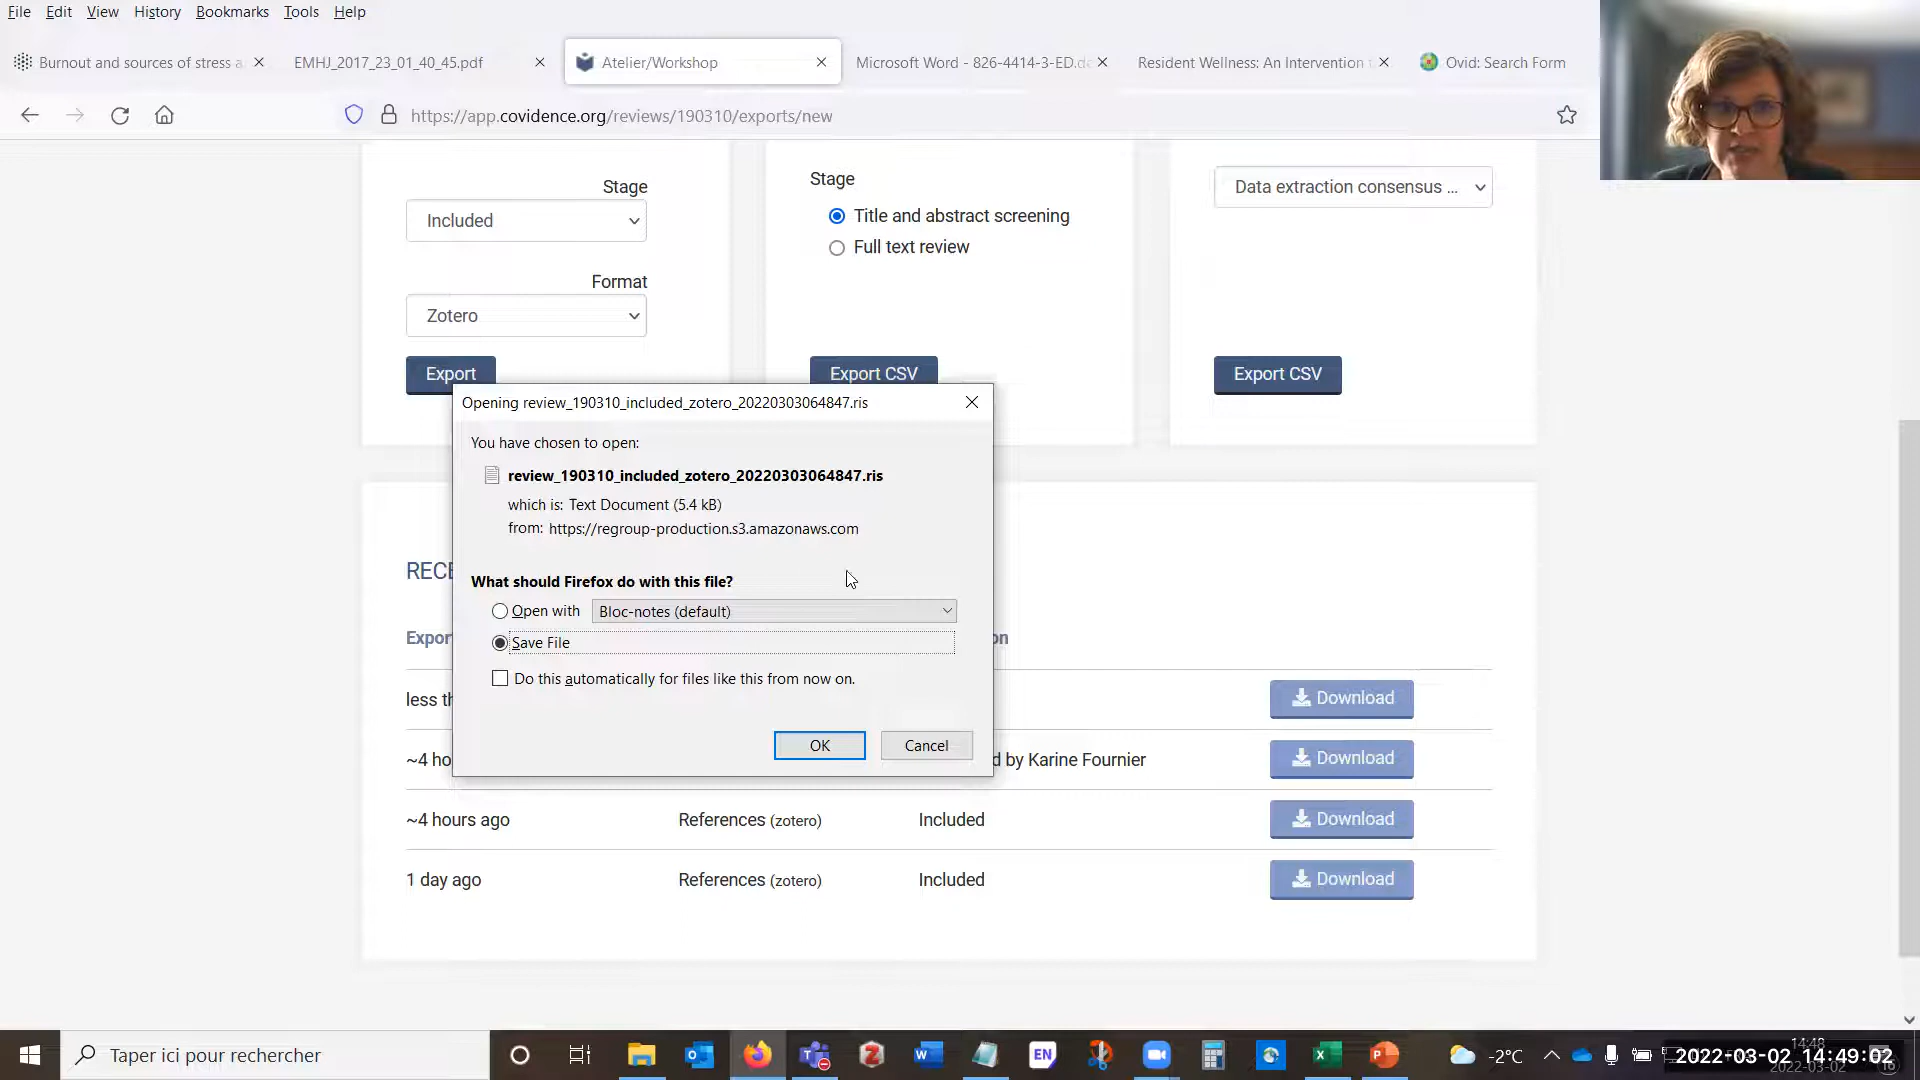 File Edit View History Bookmarks Tools Help
Burnout and sources of stress a
EMHJ_2017_23_01_40_45.pdf
Atelier/Workshop
Microsoft Word - 826-4414-3-ED.d
Resident Wellness: An Intervention
Ovid: Search Form
https://app.covidence.org/reviews/190310/exports/new
Stage
Included
Format
Zotero
Export
Stage
Title and abstract screening
Full text review
Export CSV
Data extraction consensus ...
Export CSV
Opening review_190310_included_zotero_20220303064847.ris
You have chosen to open:
review_190310_included_zotero_20220303064847.ris
which is: Text Document (5.4 kB)
from: https://regroup-production.s3.amazonaws.com
What should Firefox do with this file?
Open with Bloc-notes (default)
Save File
Do this automatically for files like this from now on.
OK Cancel
RECE
Expor on
less th Download
~4 ho d by Karine Fournier Download
~4 hours ago References (zotero) Included Download
1 day ago References (zotero) Included Download
Taper ici pour rechercher
EN
-2°C
14:48
2022-03-02 14:49:02
2022-03-02
16